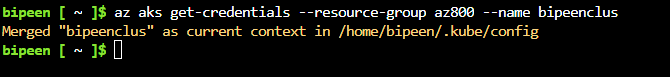 bipeen [ ~ ]$ az aks get-credentials --resource-group az800 --name bipeenclus
Merged "bipeenclus" as current context in /home/bipeen/.kube/config
bipeen [ ~ ]$